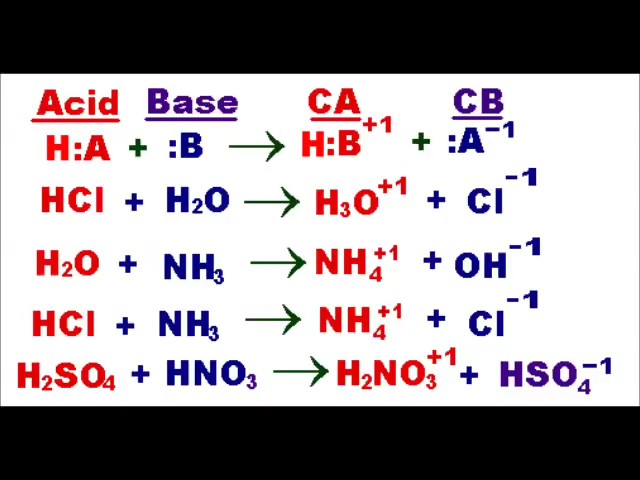 Acid Base CA CB
H:A + :B → H:B⁺¹ + :A⁻¹
HCl + H₂O → H₃O⁺¹ + Cl⁻¹
H₂O + NH₃ → NH₄⁺¹ + OH⁻¹
HCl + NH₃ → NH₄⁺¹ + Cl⁻¹
H₂SO₄ + HNO₃ → H₂NO₃⁺¹ + HSO₄⁻¹